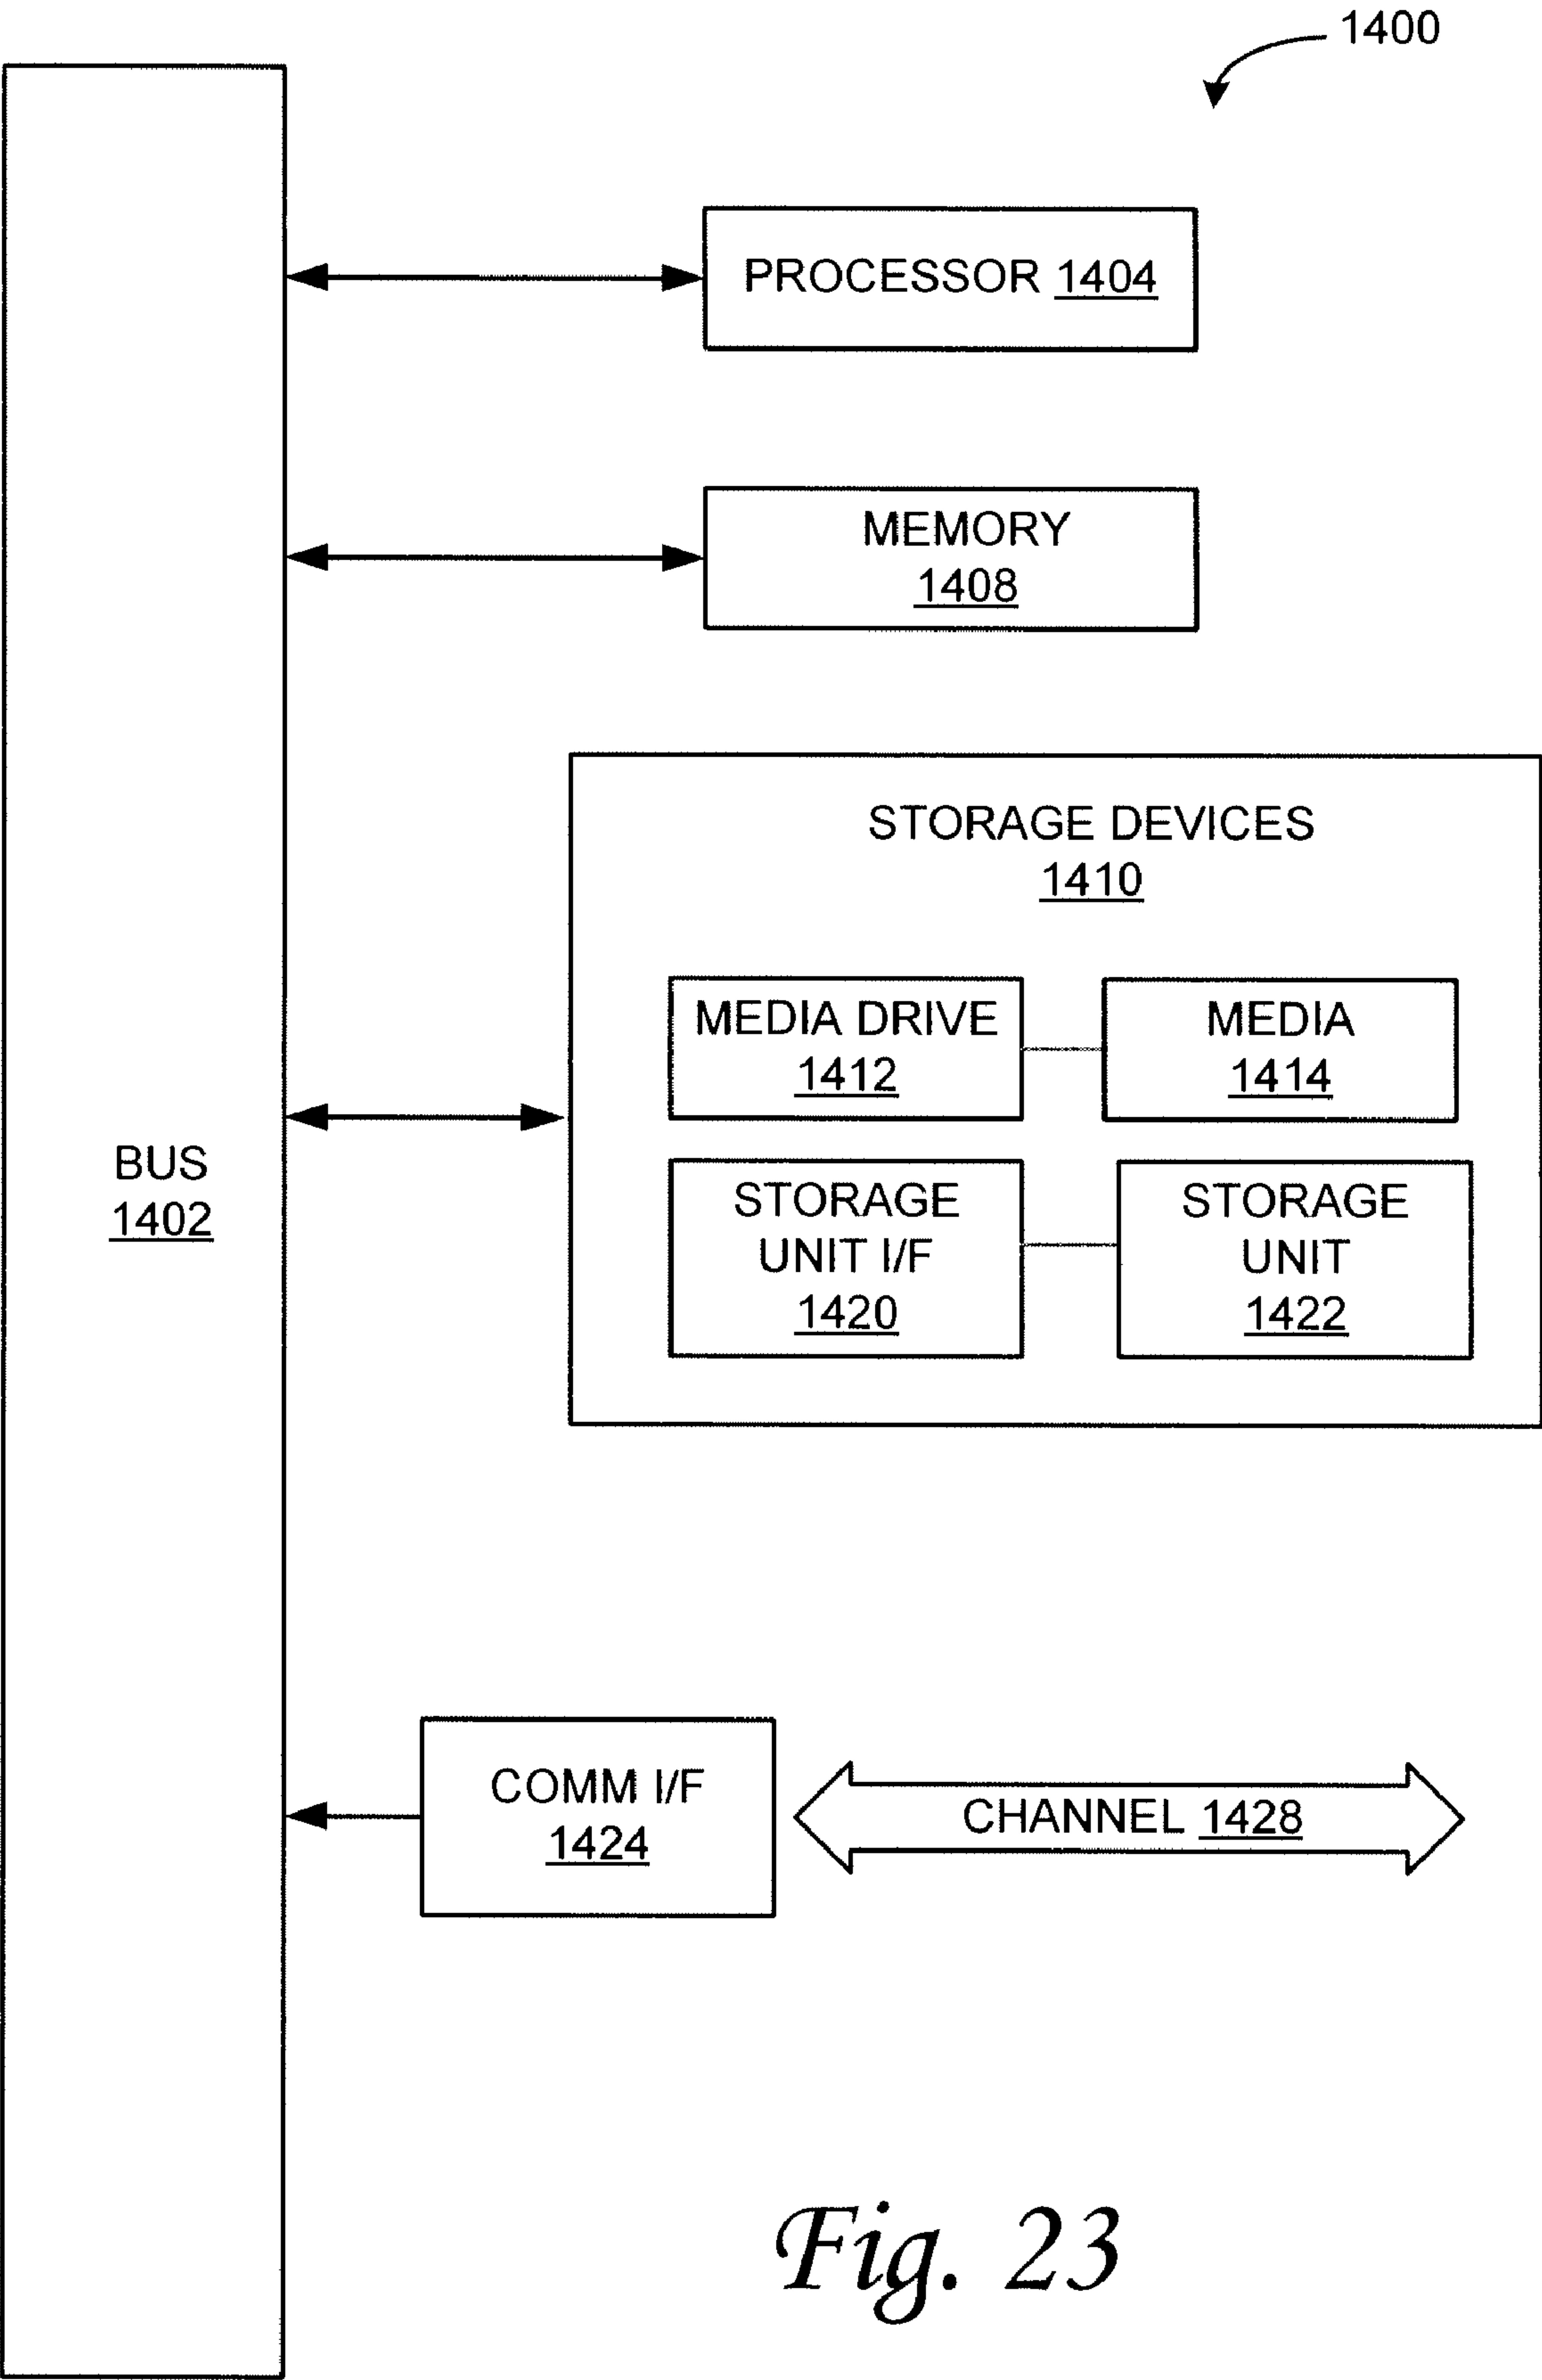 1400
PROCESSOR 1404
MEMORY
1408
STORAGE DEVICES
1410
MEDIA DRIVE
1412
MEDIA
1414
BUS
1402
STORAGE
UNIT I/F
1420
STORAGE
UNIT
1422
COMM I/F
1424
CHANNEL 1428
Fig. 23